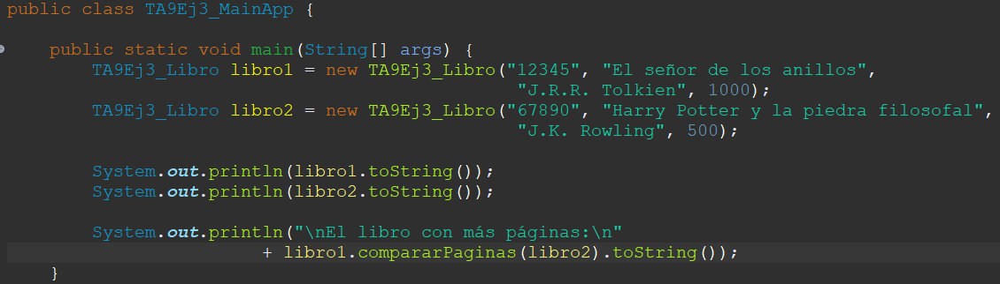 public class TA9Ej3_MainApp {
public static void main(String[] args) {
TA9Ej3_Libro libro1 = new TA9Ej3_Libro("12345", "El señor de los anillos",
"J.R.R. Tolkien", 1000);
TA9Ej3_Libro libro2 = new TA9Ej3_Libro("67890", "Harry Potter y la piedra filosofal",
"J.K. Rowling", 500);
System.out.println(libro1.toString());
System.out.println(libro2.toString());
System.out.println("\nEl libro con más páginas:\n"
+ libro1.compararPaginas(libro2).toString());
}